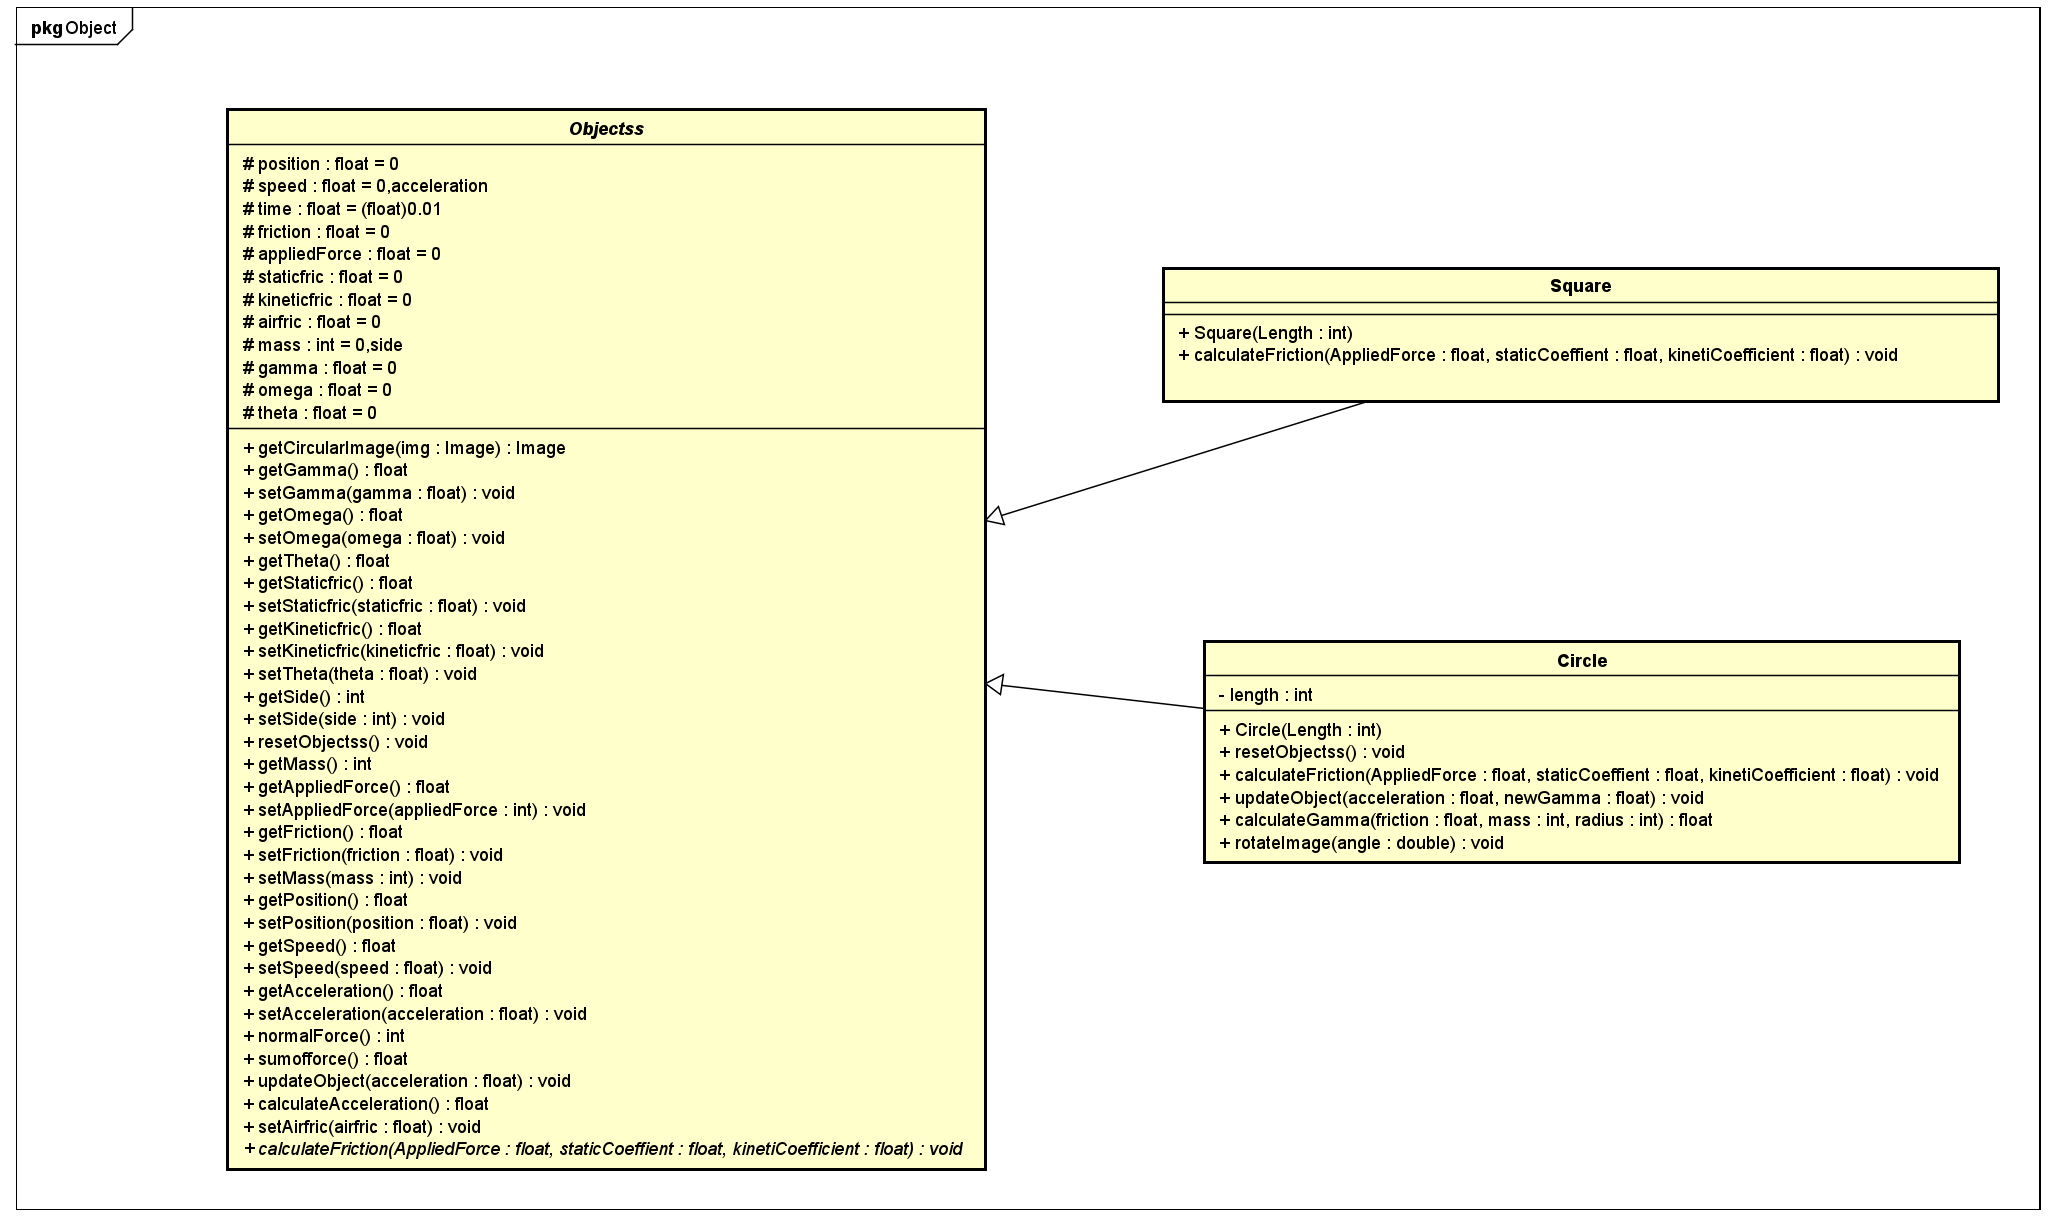 pkg Object
Objectss
# position : float = 0
# speed : float = 0,acceleration
# time : float = (float)0.01
# friction : float = 0
# appliedForce : float = 0
# staticfric : float = 0
# kineticfric : float = 0
# airfric : float = 0
# mass : int = 0,side
# gamma : float = 0
# omega : float = 0
# theta : float = 0
+ getCircularImage(img : Image) : Image
+ getGamma() : float
+ setGamma(gamma : float) : void
+ getOmega() : float
+ setOmega(omega : float) : void
+ getTheta() : float
+ getStaticfric() : float
+ setStaticfric(staticfric : float) : void
+ getKineticfric() : float
+ setKineticfric(kineticfric : float) : void
+ setTheta(theta : float) : void
+ getSide() : int
+ setSide(side : int) : void
+ resetObjectss() : void
+ getMass() : int
+ getAppliedForce() : float
+ setAppliedForce(appliedForce : int) : void
+ getFriction() : float
+ setFriction(friction : float) : void
+ setMass(mass : int) : void
+ getPosition() : float
+ setPosition(position : float) : void
+ getSpeed() : float
+ setSpeed(speed : float) : void
+ getAcceleration() : float
+ setAcceleration(acceleration : float) : void
+ normalForce() : int
+ sumofforce() : float
+ updateObject(acceleration : float) : void
+ calculateAcceleration() : float
+ setAirfric(airfric : float) : void
+ calculateFriction(AppliedForce : float, staticCoeffient : float, kinetiCoefficient : float) : void
Square
+ Square(Length : int)
+ calculateFriction(AppliedForce : float, staticCoeffient : float, kinetiCoefficient : float) : void
Circle
- length : int
+ Circle(Length : int)
+ resetObjectss() : void
+ calculateFriction(AppliedForce : float, staticCoeffient : float, kinetiCoefficient : float) : void
+ updateObject(acceleration : float, newGamma : float) : void
+ calculateGamma(friction : float, mass : int, radius : int) : float
+ rotateImage(angle : double) : void